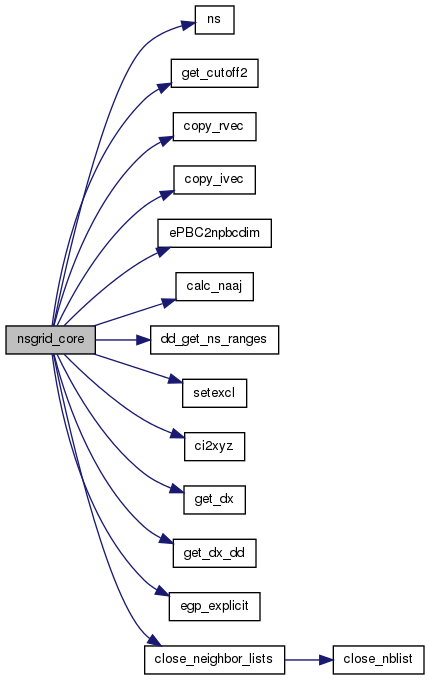 ns
get_cutoff2
copy_rvec
copy_ivec
ePBC2npbcdim
calc_naaj
nsgrid_core
dd_get_ns_ranges
setexcl
ci2xyz
get_dx
get_dx_dd
egp_explicit
close_neighbor_lists
close_nblist